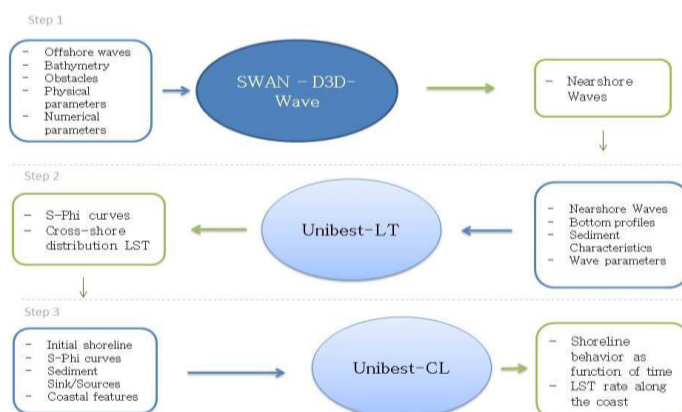 Step 1
- Offshore waves
- Bathymetry
- Obstacles
- Physical
parameters
- Numerical
parameters
SWAN – D3D-
Wave
- Nearshore
Waves
Step 2
- S-Phi curves
- Cross-shore
distribution LST
Unibest-LT
- Nearshore Waves
- Bottom profiles
- Sediment
Characteristics
- Wave parameters
Step 3
- Initial shoreline
- S-Phi curves
- Sediment
Sink/Sources
- Coastal features
Unibest-CL
- Shoreline
behavior as
function of time
- LST rate along
the coast